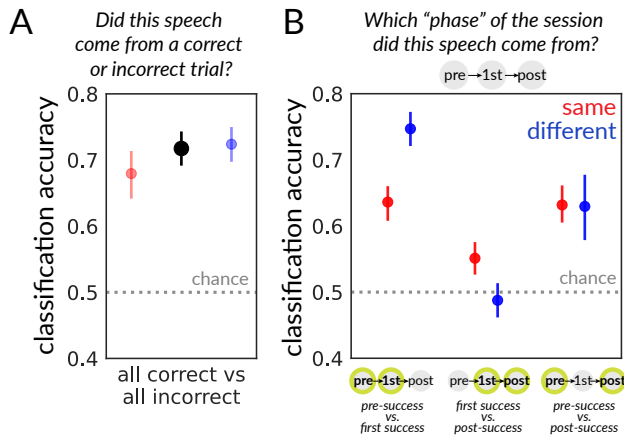 A
Did this speech
come from a correct
or incorrect trial?
classification accuracy
0.8
0.7
0.6
0.5
0.4
chance
all correct vs
all incorrect
B
Which “phase” of the session
did this speech come from?
pre→1st→post
classification accuracy
0.8
0.7
0.6
0.5
0.4
same
different
chance
pre→1st→post
pre→1st→post
pre→1st→post
pre-success
vs.
first success
first success
vs.
post-success
pre-success
vs.
post-success